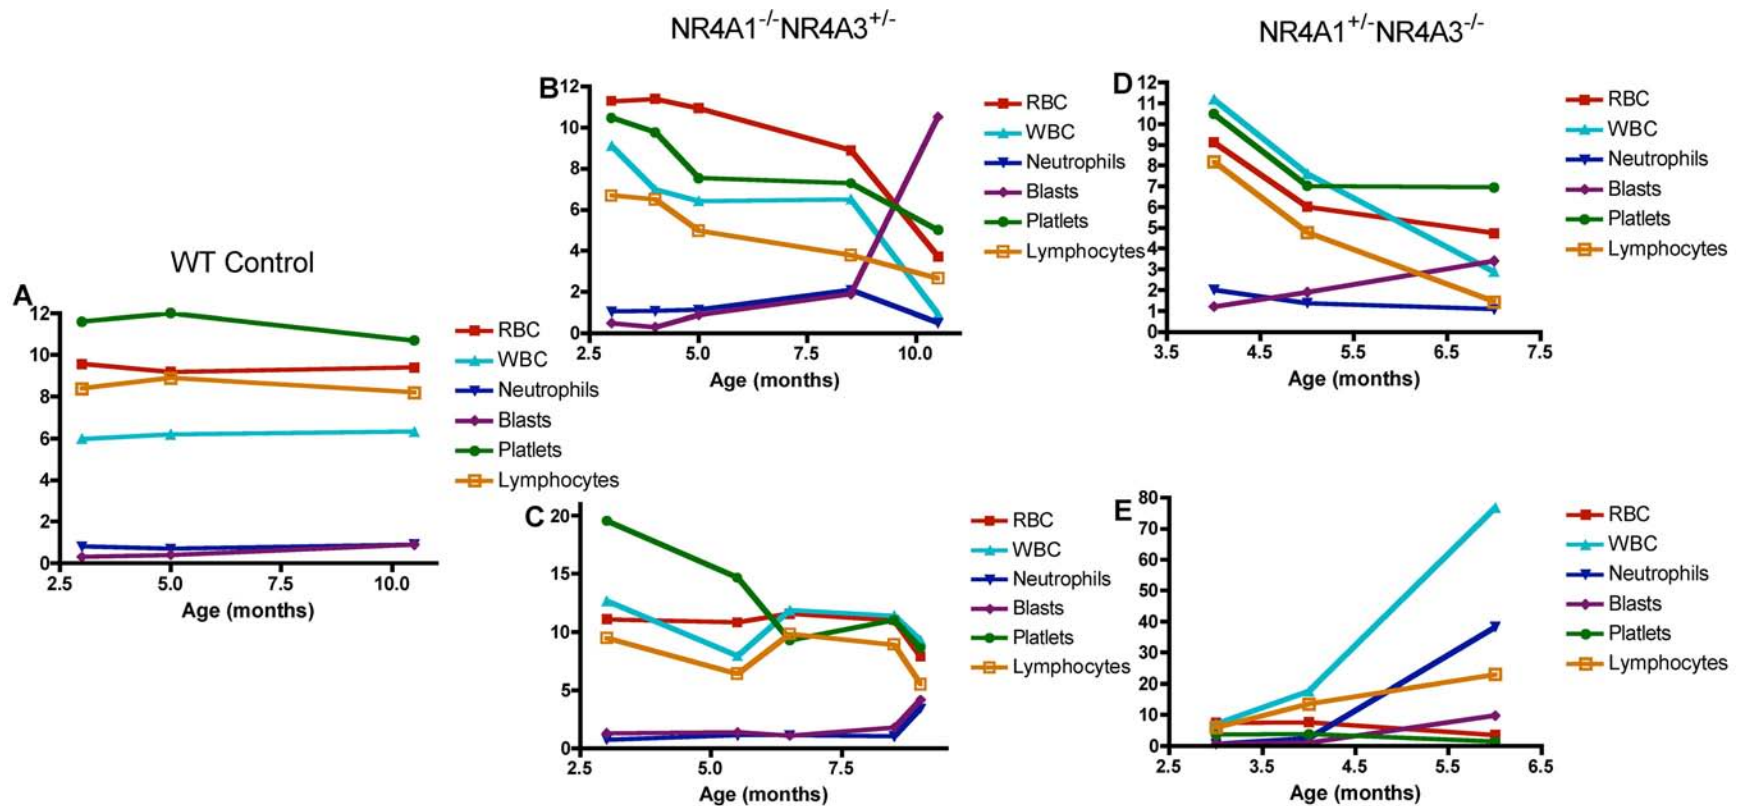 NR4A1-/-NR4A3+/-
NR4A1+/-NR4A3-/-
WT Control
A
12
10
8
6
4
2
0
2.5 5.0 7.5 10.0
Age (months)
RBC
WBC
Neutrophils
Blasts
Platlets
Lymphocytes
B
12
10
8
6
4
2
0
2.5 5.0 7.5 10.0
Age (months)
RBC
WBC
Neutrophils
Blasts
Platlets
Lymphocytes
C
20
15
10
5
0
2.5 5.0 7.5
Age (months)
RBC
WBC
Neutrophils
Blasts
Platlets
Lymphocytes
D
12
11
10
9
8
7
6
5
4
3
2
1
0
3.5 4.5 5.5 6.5 7.5
Age (months)
RBC
WBC
Neutrophils
Blasts
Platlets
Lymphocytes
E
80
70
60
50
40
30
20
10
0
2.5 3.5 4.5 5.5 6.5
Age (months)
RBC
WBC
Neutrophils
Blasts
Platlets
Lymphocytes